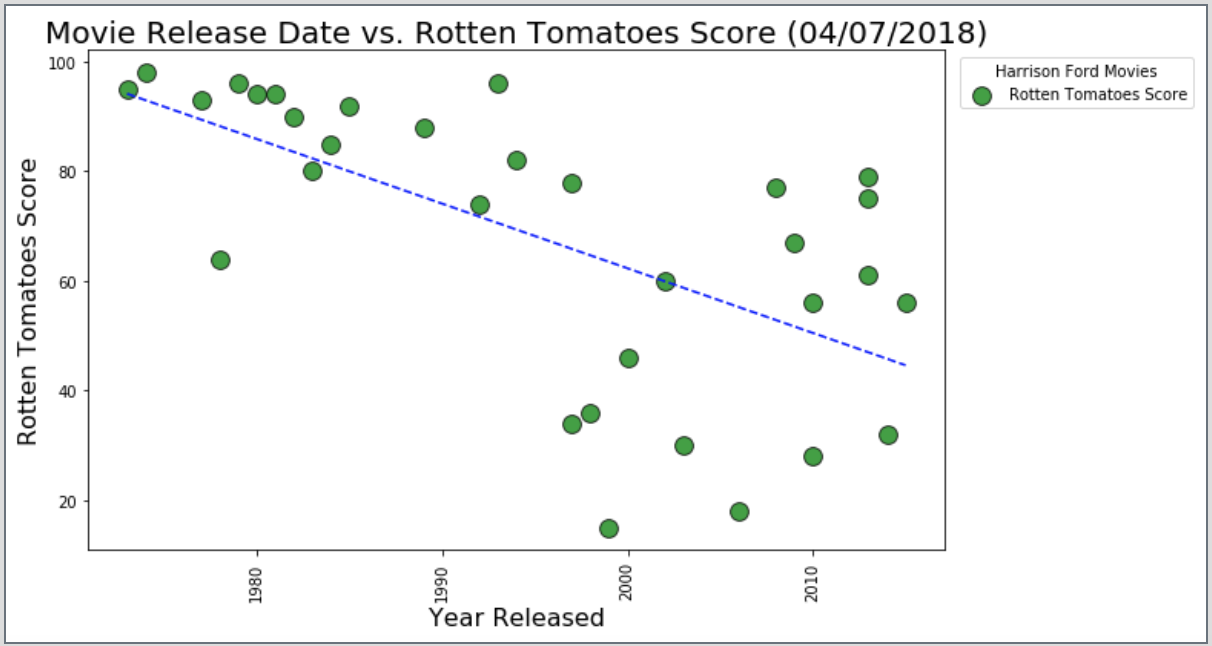 Movie Release Date vs. Rotten Tomatoes Score (04/07/2018)
Harrison Ford Movies
Rotten Tomatoes Score
Rotten Tomatoes Score
100
80
60
40
20
1980
1990
2000
2010
Year Released